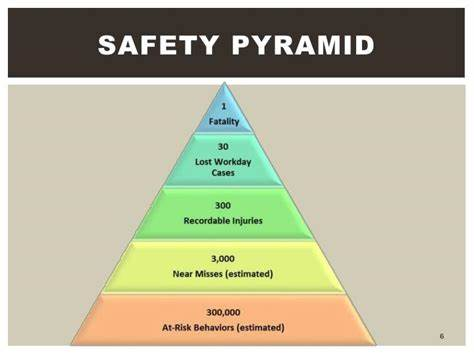 SAFETY PYRAMID
1
Fatality
30
Lost Workday
Cases
300
Recordable Injuries
3,000
Near Misses (estimated)
300,000
At-Risk Behaviors (estimated)
6